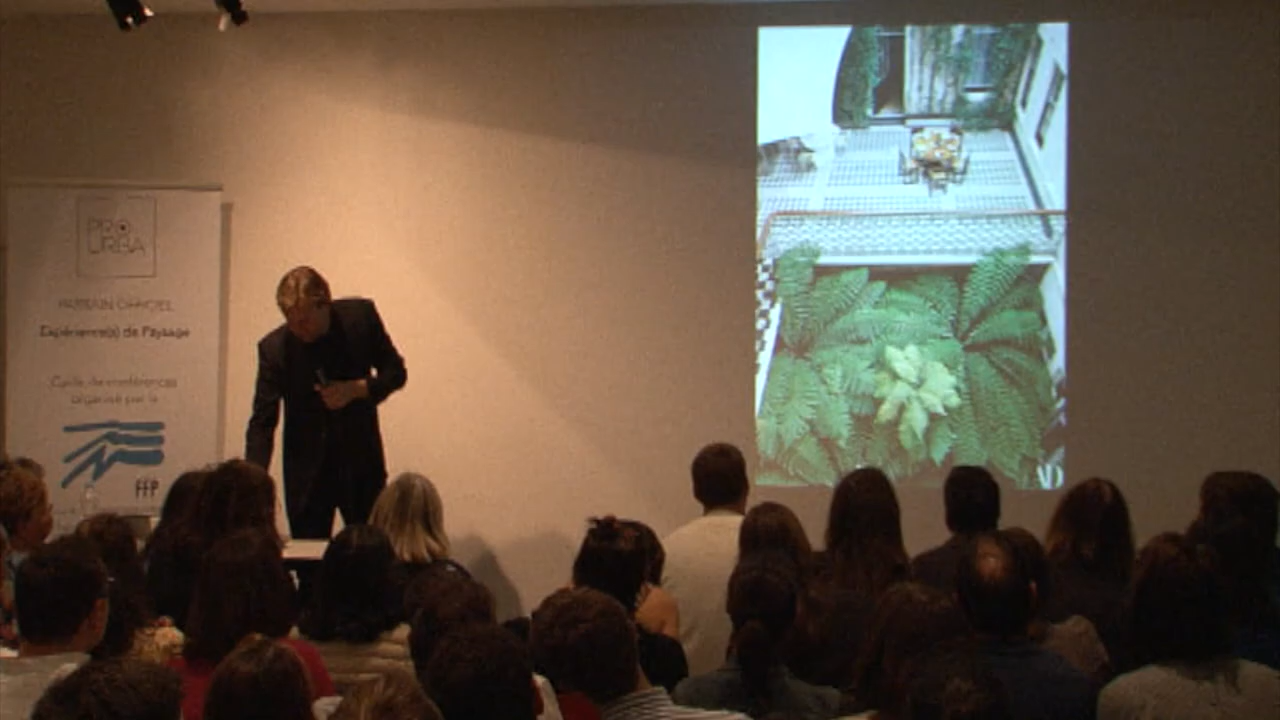 PRO
URBA
PARRAIN OFFICIEL
Expérience(s) de Paysage
Cycle de conférences
organisé par la
FFP